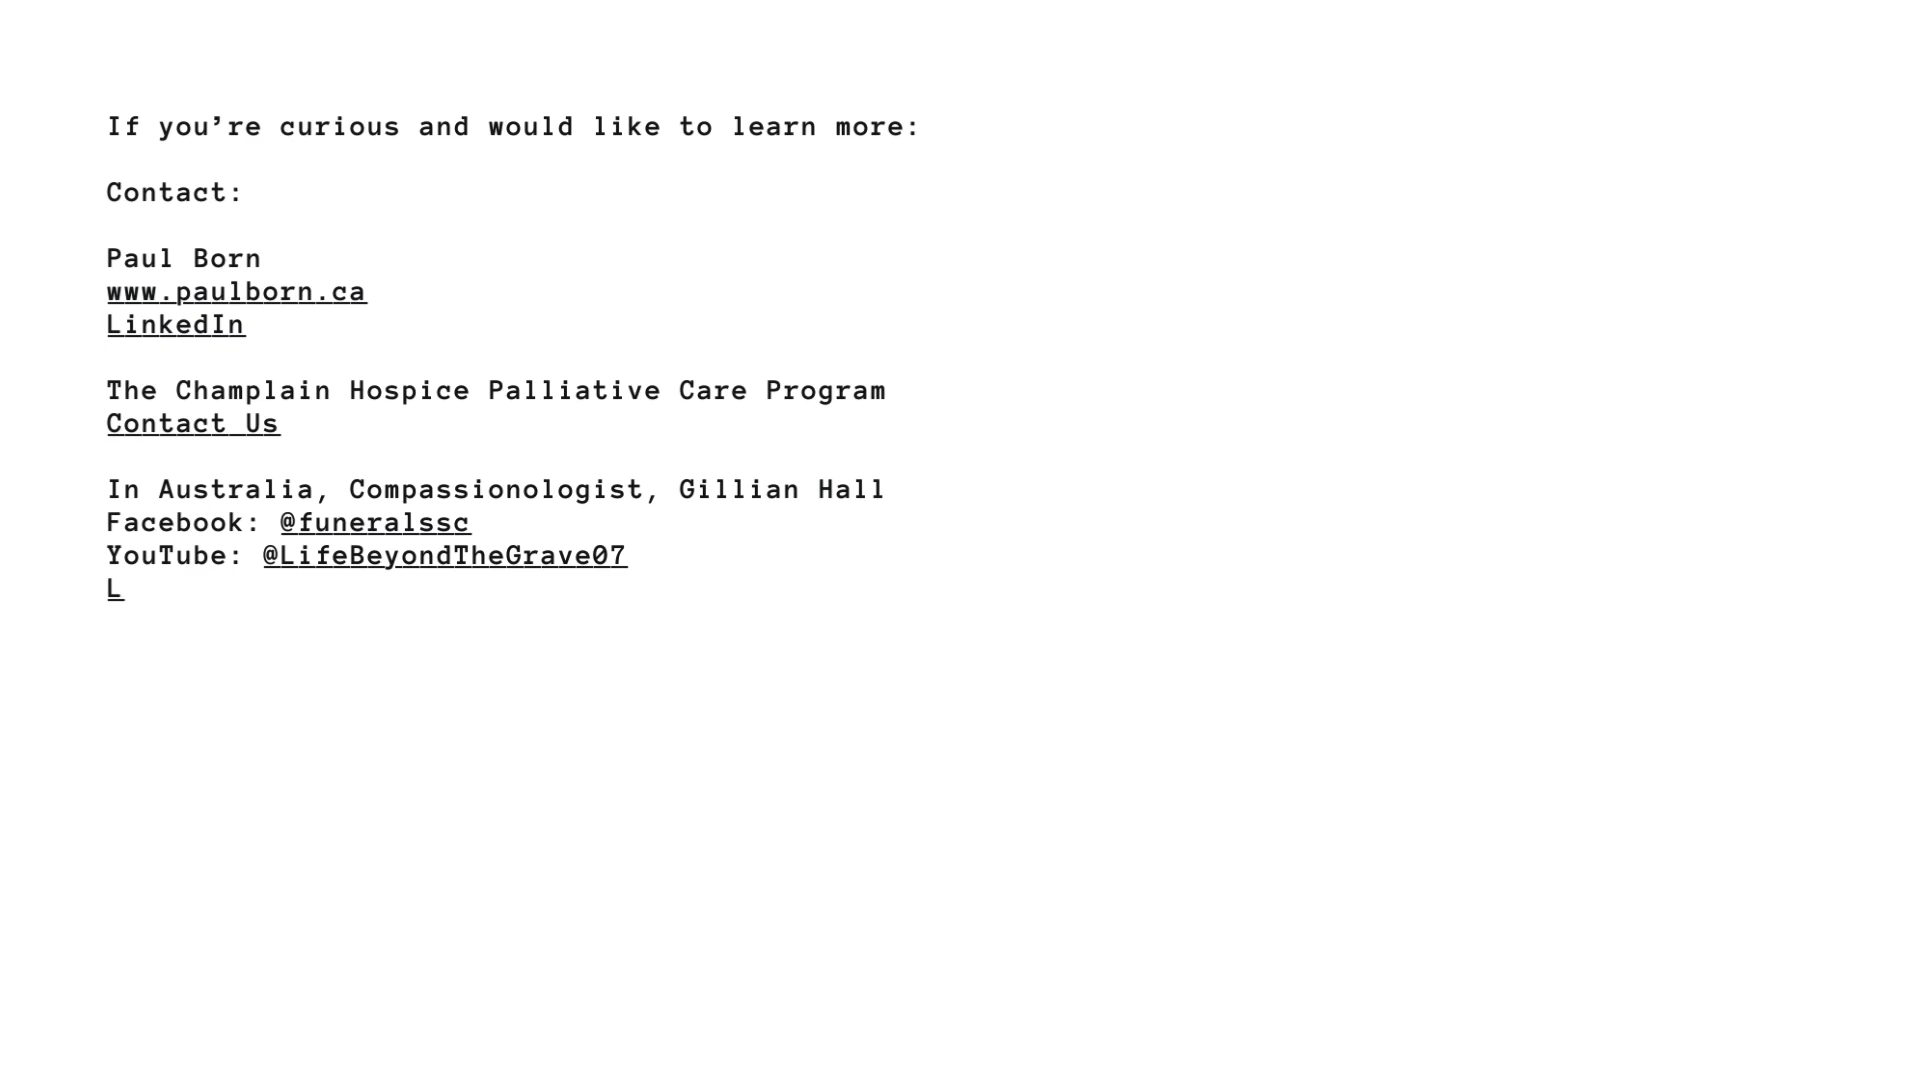 If you’re curious and would like to learn more:
Contact:
Paul Born
www.paulborn.ca
LinkedIn
The Champlain Hospice Palliative Care Program
Contact Us
In Australia, Compassionologist, Gillian Hall
Facebook: @funeralssc
YouTube: @LifeBeyondTheGrave07
L